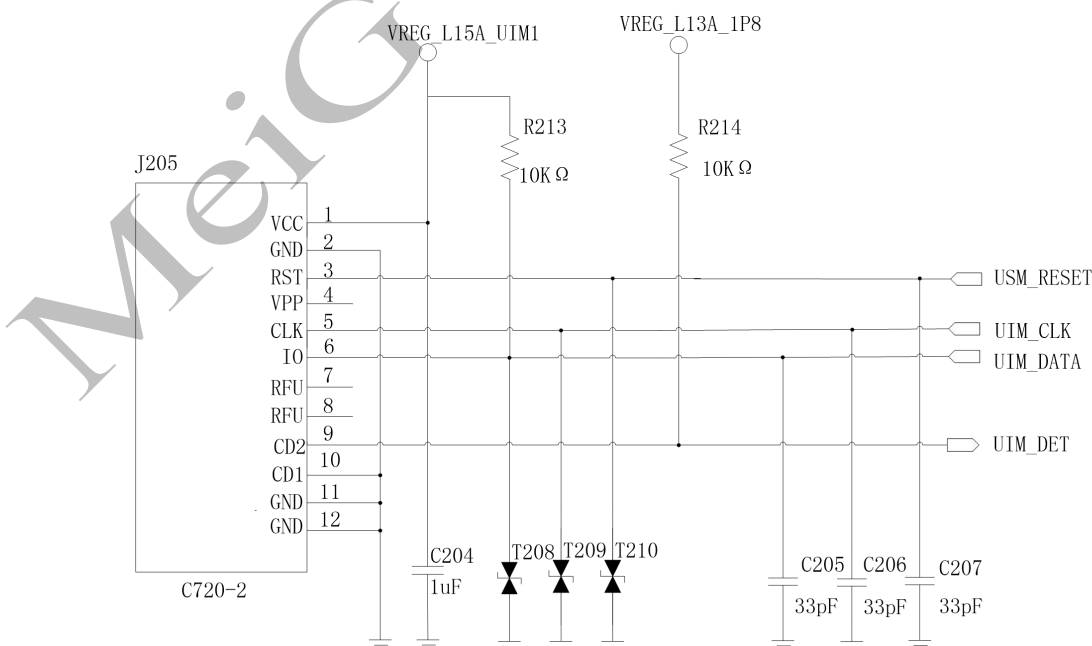 VREG_L15A_UIM1
VREG_L13A_1P8
R213
10KΩ
R214
10KΩ
J205
VCC 1
GND 2
RST 3
VPP 4
CLK 5
IO 6
RFU 7
RFU 8
CD2 9
CD1 10
GND 11
GND 12
USM_RESET
UIM_CLK
UIM_DATA
UIM_DET
C720-2
C204
1uF
T208
T209
T210
C205
33pF
C206
33pF
C207
33pF
MeiG